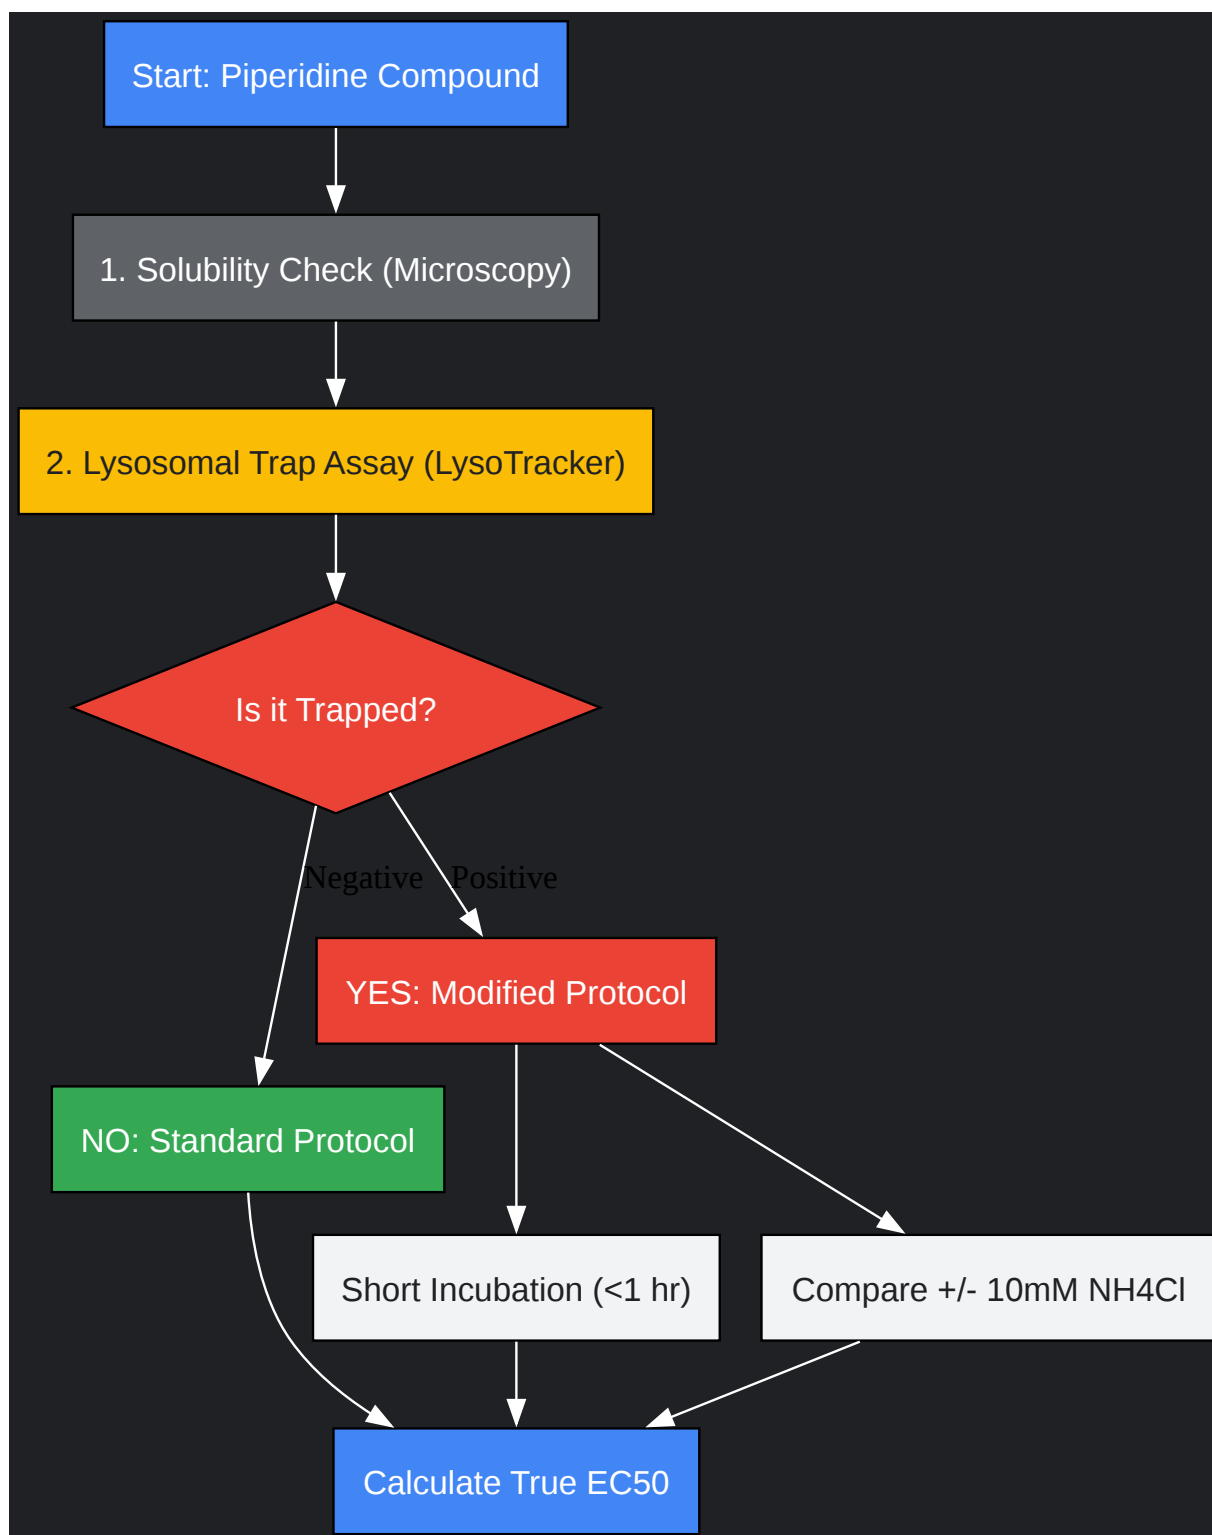 Start: Piperidine Compound
1. Solubility Check (Microscopy)
2. Lysosomal Trap Assay (LysoTracker)
Is it Trapped?
Negative
Positive
YES: Modified Protocol
NO: Standard Protocol
Short Incubation (<1 hr)
Compare +/- 10mM NH4Cl
Calculate True EC50